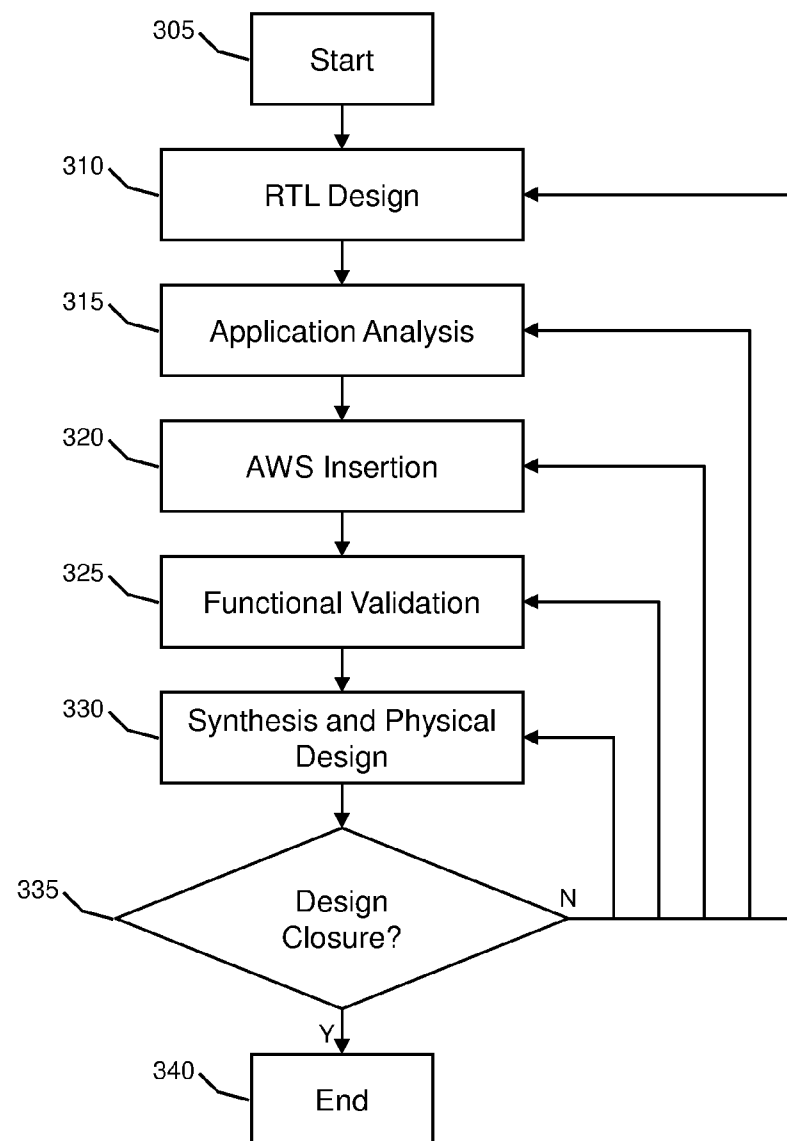 305
Start
310
RTL Design
315
Application Analysis
320
AWS Insertion
325
Functional Validation
330
Synthesis and Physical
Design
335
Design
Closure?
N
Y
340
End